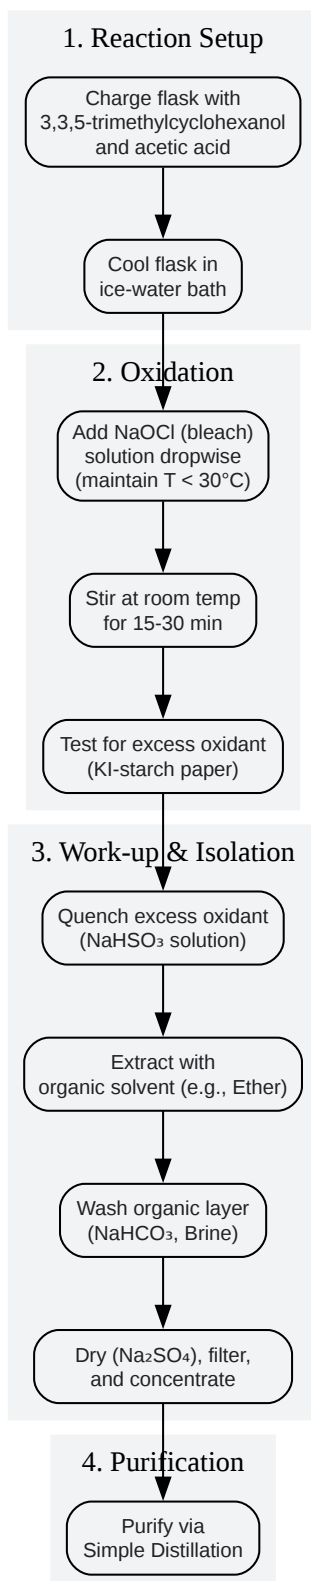 1. Reaction Setup
Charge flask with
3,3,5-trimethylcyclohexanol
and acetic acid
Cool flask in
ice-water bath
2. Oxidation
Add NaOCl (bleach)
solution dropwise
(maintain T < 30°C)
Stir at room temp
for 15-30 min
Test for excess oxidant
(KI-starch paper)
3. Work-up & Isolation
Quench excess oxidant
(NaHSO₃ solution)
Extract with
organic solvent (e.g., Ether)
Wash organic layer
(NaHCO₃, Brine)
Dry (Na₂SO₄), filter,
and concentrate
4. Purification
Purify via
Simple Distillation